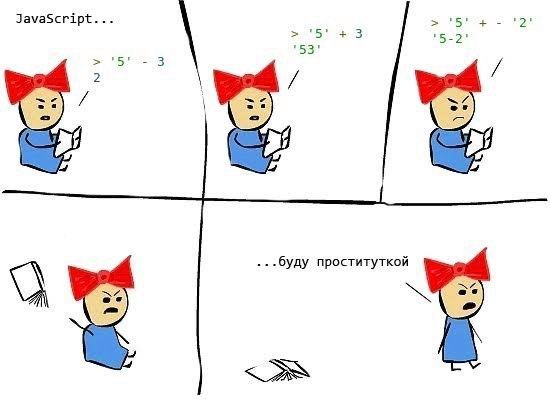 JavaScript...
> '5' - 3
2
> '5' + 3
'53'
> '5' + - '2'
'5-2'
...буду проституткой